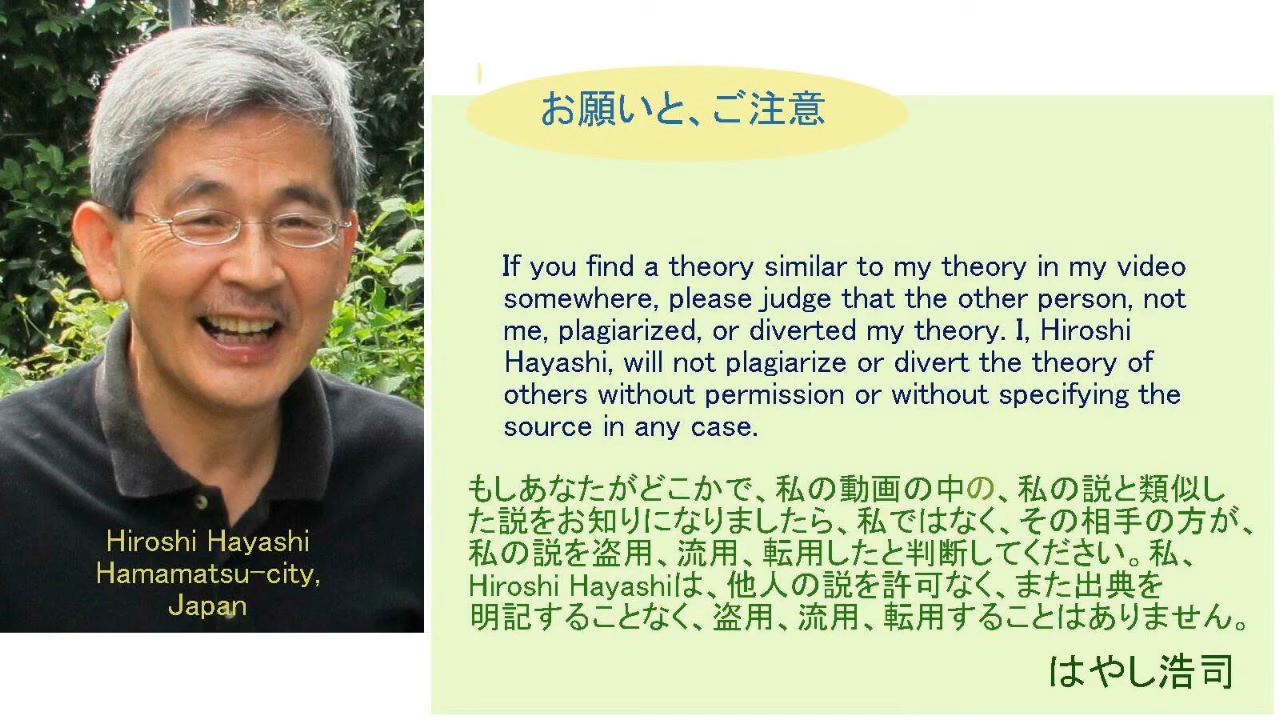 お願いと、ご注意
If you find a theory similar to my theory in my video
somewhere, please judge that the other person, not
me, plagiarized, or diverted my theory. I, Hiroshi
Hayashi, will not plagiarize or divert the theory of
others without permission or without specifying the
source in any case.
もしあなたがどこかで、私の動画の中の、私の説と類似し
た説をお知りになりましたら、私ではなく、その相手の方が、
私の説を盗用、流用、転用したと判断してください。私、
Hiroshi Hayashiは、他人の説を許可なく、また出典を
明記することなく、盗用、流用、転用することはありません。
はやし浩司
Hiroshi Hayashi
Hamamatsu-city,
Japan